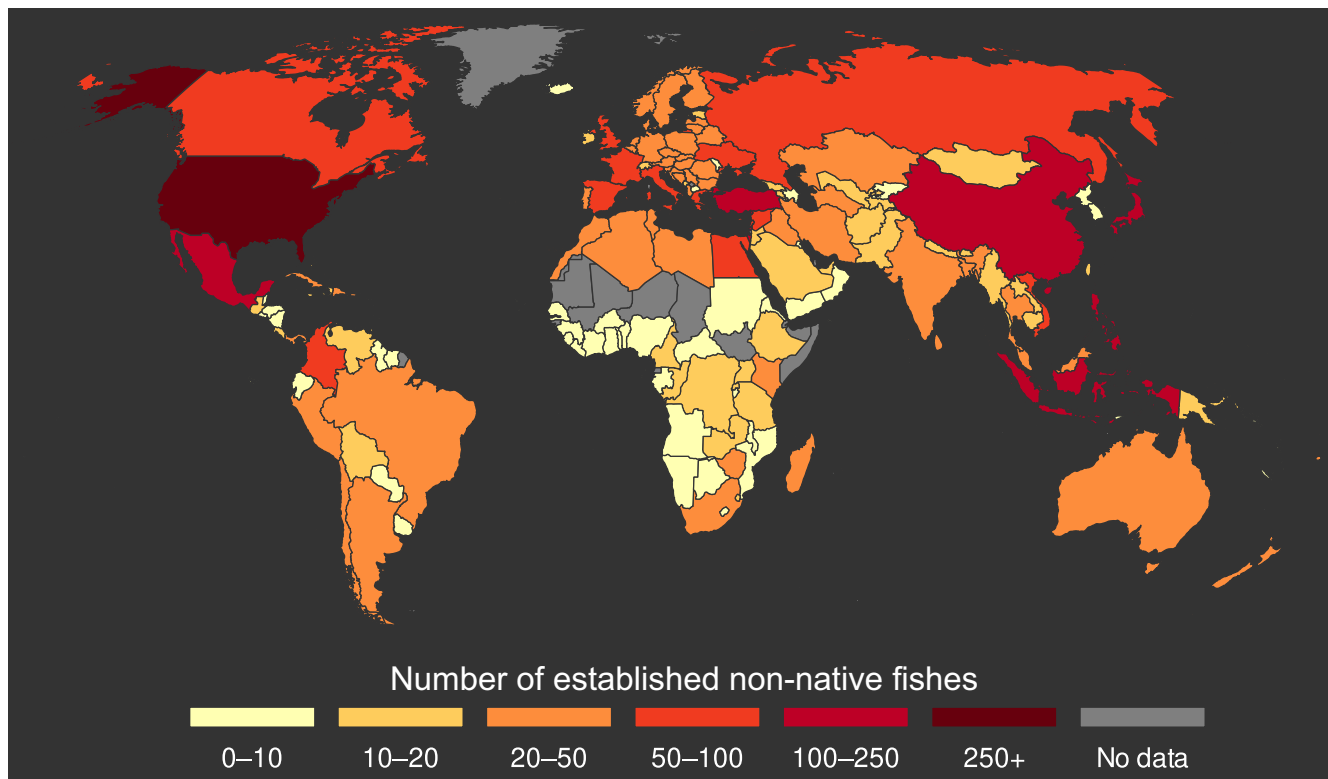 Number of established non-native fishes
0–10 10–20 20–50 50–100 100–250 250+ No data